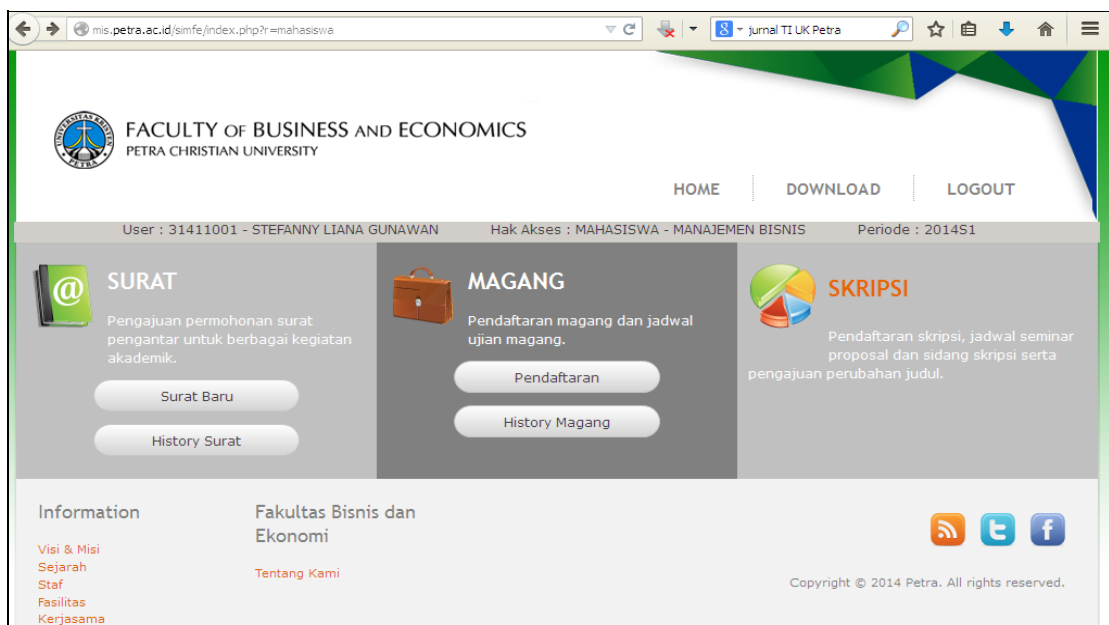 mis.petra.ac.id/simfe/index.php?r=mahasiswa
8
jurnal TI UK Petra
UNIVERSITAS KRISTEN
PETRA
FACULTY OF BUSINESS AND ECONOMICS
PETRA CHRISTIAN UNIVERSITY
HOME
DOWNLOAD
LOGOUT
User : 31411001 - STEFANNY LIANA GUNAWAN
Hak Akses : MAHASISWA - MANAJEMEN BISNIS
Periode : 2014S1
@
SURAT
Pengajuan permohonan surat
pengantar untuk berbagai kegiatan
akademik.
Surat Baru
History Surat
MAGANG
Pendaftaran magang dan jadwal
ujian magang.
Pendaftaran
History Magang
SKRIPSI
Pendaftaran skripsi, jadwal seminar
proposal dan sidang skripsi serta
pengajuan perubahan judul.
Information
Visi & Misi
Sejarah
Staf
Fasilitas
Kerjasama
Fakultas Bisnis dan
Ekonomi
Tentang Kami
t
f
Copyright © 2014 Petra. All rights reserved.